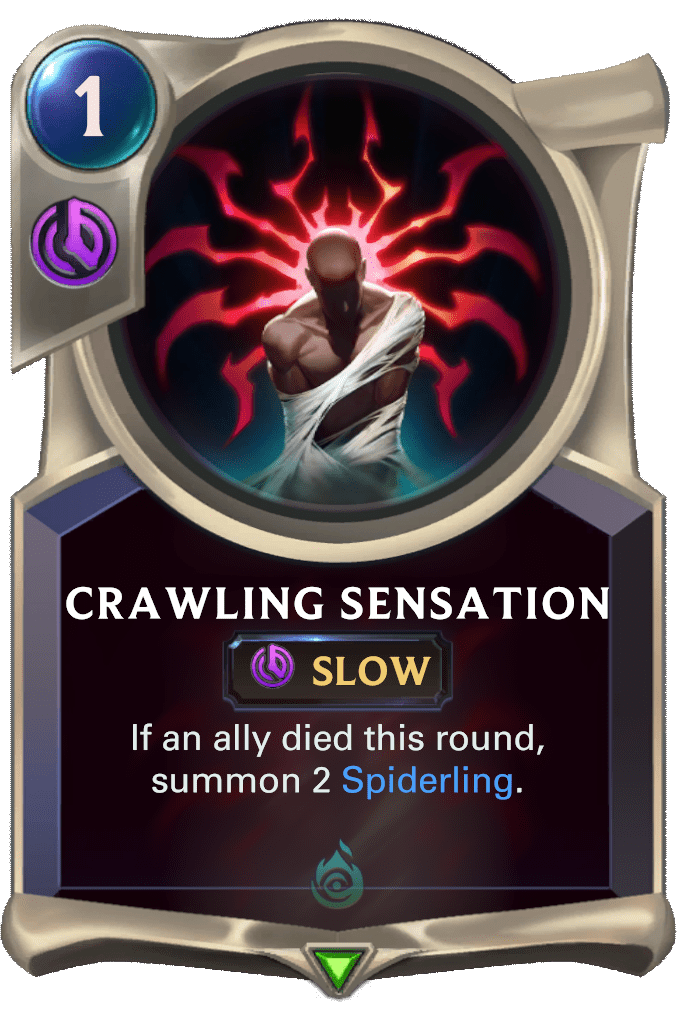 1
CRAWLING SENSATION
SLOW
If an ally died this round,
summon 2 Spiderling.